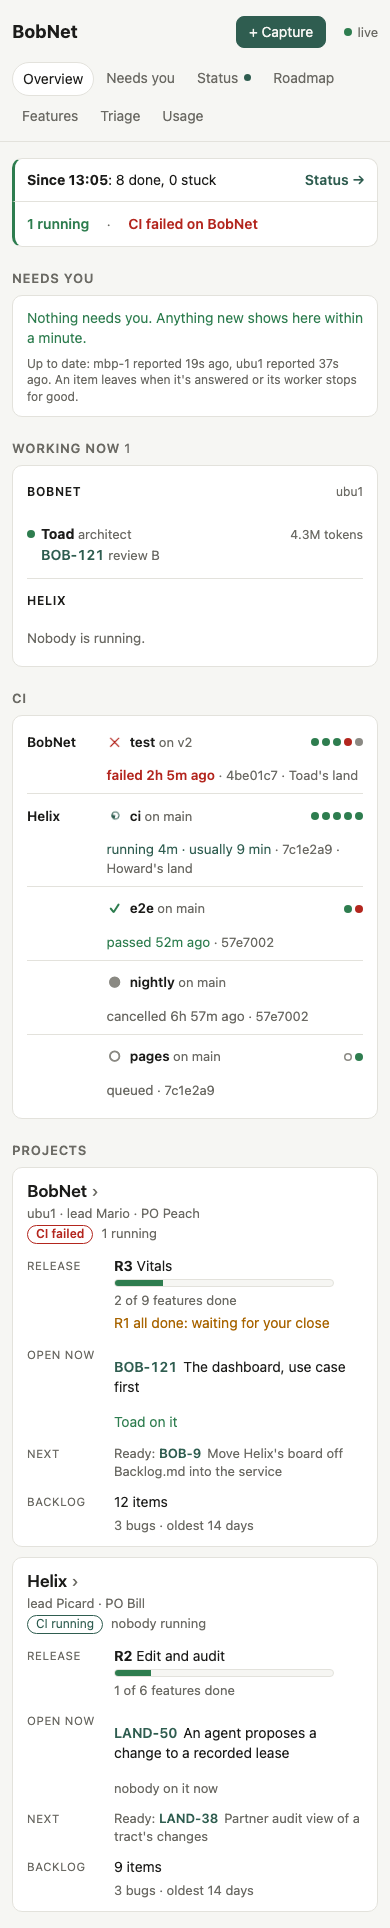 BobNet
+ Capture
live
Overview
Needs you
Status
Roadmap
Features
Triage
Usage
Since 13:05: 8 done, 0 stuck
Status →
1 running · CI failed on BobNet
NEEDS YOU
Nothing needs you. Anything new shows here within
a minute.
Up to date: mbp-1 reported 19s ago, ubu1 reported 37s
ago. An item leaves when it's answered or its worker stops
for good.
WORKING NOW 1
BOBNET
ubu1
Toad architect
4.3M tokens
BOB-121 review B
HELIX
Nobody is running.
CI
BobNet
test on v2
failed 2h 5m ago · 4be01c7 · Toad's land
Helix
ci on main
running 4m · usually 9 min · 7c1e2a9 ·
Howard's land
e2e on main
passed 52m ago · 57e7002
nightly on main
cancelled 6h 57m ago · 57e7002
pages on main
queued · 7c1e2a9
PROJECTS
BobNet ›
ubu1 · lead Mario · PO Peach
CI failed
1 running
RELEASE
R3 Vitals
2 of 9 features done
R1 all done: waiting for your close
OPEN NOW
BOB-121 The dashboard, use case
first
Toad on it
NEXT
Ready: BOB-9 Move Helix's board off
Backlog.md into the service
BACKLOG
12 items
3 bugs · oldest 14 days
Helix ›
lead Picard · PO Bill
CI running
nobody running
RELEASE
R2 Edit and audit
1 of 6 features done
OPEN NOW
LAND-50 An agent proposes a
change to a recorded lease
nobody on it now
NEXT
Ready: LAND-38 Partner audit view of a
tract's changes
BACKLOG
9 items
3 bugs · oldest 14 days